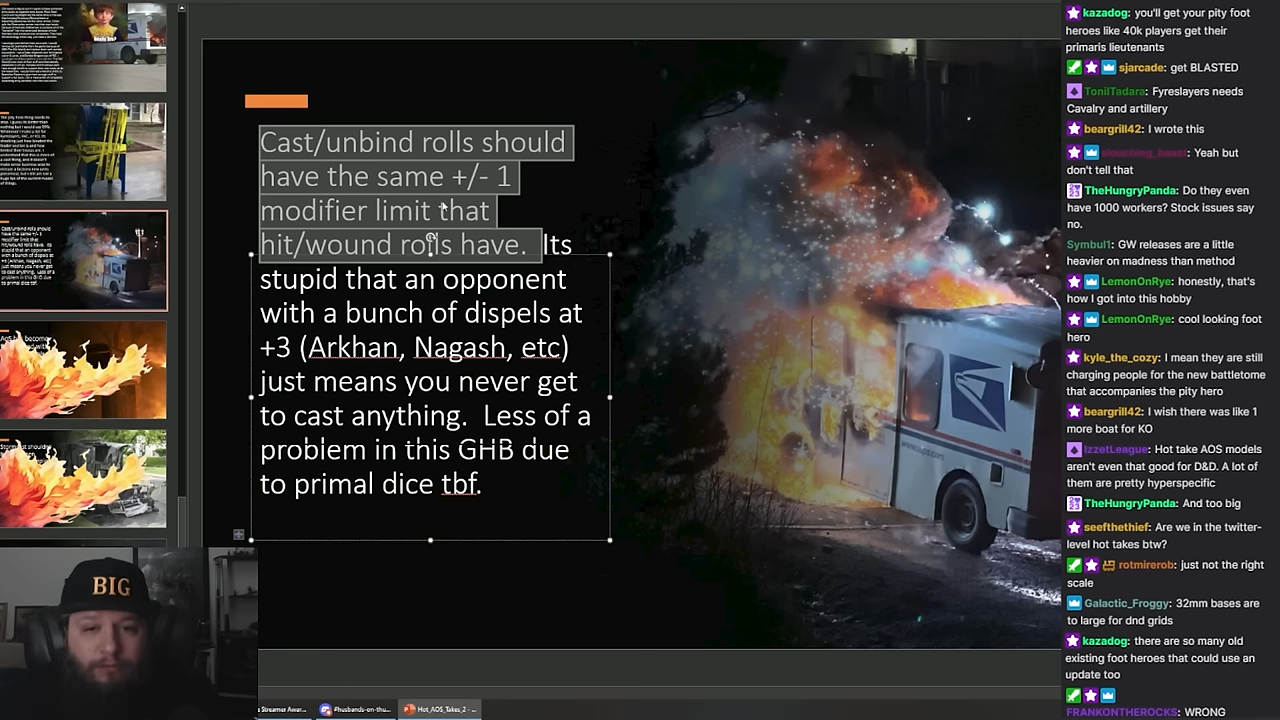 Cast/unbind rolls should
have the same +/- 1
modifier limit that
hit/wound rolls have.  Its
stupid that an opponent
with a bunch of dispels at
+3 (Arkhan, Nagash, etc)
just means you never get
to cast anything.  Less of a
problem in this GHB due
to primal dice tbf.
BIG
Streamer Awar...
#husbands-on-thu...
Hot_AOS_Takes_2 - ...
kazadog: you'll get your pity foot
heroes like 40k players get their
primaris lieutenants
sjarcade: get BLASTED
TonilTadara: Fyreslayers needs
Cavalry and artillery
beargrill42: I wrote this
Yeah but
don't tell that
TheHungryPanda: Do they even
have 1000 workers? Stock issues say
no.
Symbul1: GW releases are a little
heavier on madness than method
LemonOnRye: honestly, that's
how I got into this hobby
LemonOnRye: cool looking foot
hero
kyle_the_cozy: I mean they are still
charging people for the new battletome
that accompanies the pity hero
beargrill42: I wish there was like 1
more boat for KO
IzzetLeague: Hot take AOS models
aren't even that good for D&D. A lot of
them are pretty hyperspecific
TheHungryPanda: And too big
seefthethief: Are we in the twitter-
level hot takes btw?
rotmirerob: just not the right
scale
Galactic_Froggy: 32mm bases are
to large for dnd grids
kazadog: there are so many old
existing foot heroes that could use an
update too
FRANKONTHEROCKS: WRONG